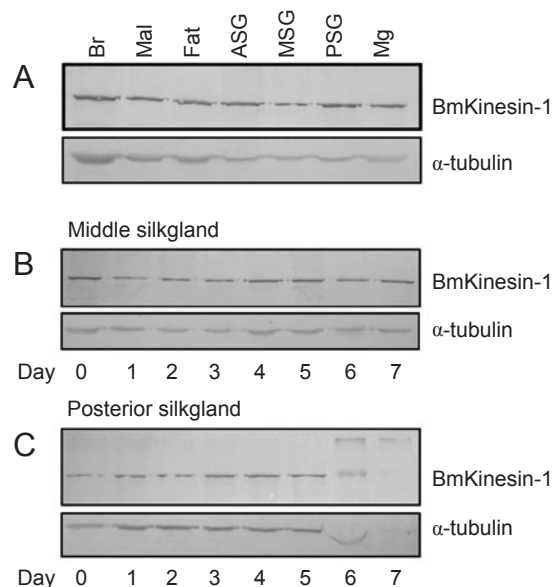 Br Mal Fat ASG MSG PSG Mg
A
BmKinesin-1
α-tubulin
Middle silkgland
B
BmKinesin-1
α-tubulin
Day 0 1 2 3 4 5 6 7
Posterior silkgland
C
BmKinesin-1
α-tubulin
Day 0 1 2 3 4 5 6 7